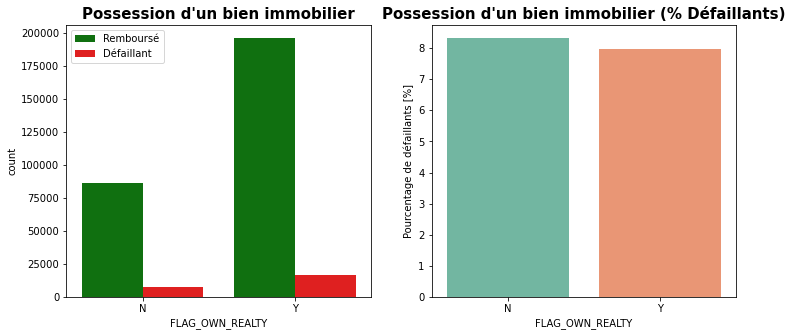 Possession d'un bien immobilier
200000
175000
150000
125000
100000
75000
50000
25000
0
count
Remboursé
Défaillant
N
Y
FLAG_OWN_REALTY
Possession d'un bien immobilier (% Défaillants)
8
7
6
5
4
3
2
1
0
Pourcentage de défaillants [%]
N
Y
FLAG_OWN_REALTY